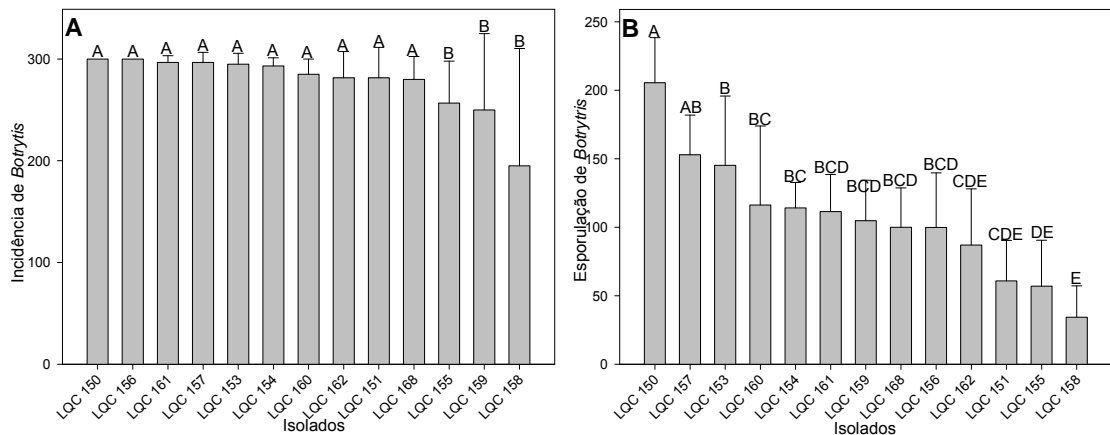 A
A A A A A A A A A A B B B
300
200
100
0
Incidência de Botrytis
LQC 150 LQC 156 LQC 161 LQC 157 LQC 153 LQC 154 LQC 160 LQC 162 LQC 151 LQC 168 LQC 155 LQC 159 LQC 158
Isolados
B
A AB B BC BC BCD BCD BCD BCD CDE CDE DE E
250
200
150
100
50
0
Esporulação de Botrytris
LQC 150 LQC 157 LQC 153 LQC 160 LQC 154 LQC 161 LQC 159 LQC 168 LQC 156 LQC 162 LQC 151 LQC 155 LQC 158
Isolados